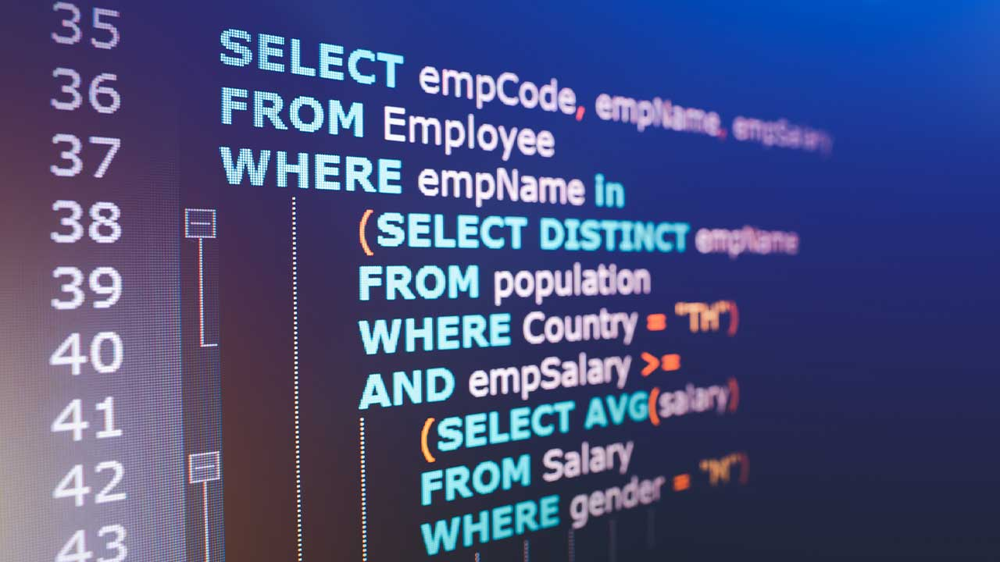 35
SELECT empCode, empName, empSalary
36
FROM Employee
37
WHERE empName in
38
(SELECT DISTINCT empName
39
FROM population
40
WHERE Country = "TH")
41
AND empSalary >=
42
(SELECT AVG(salary)
43
FROM Salary
WHERE gender = "M")